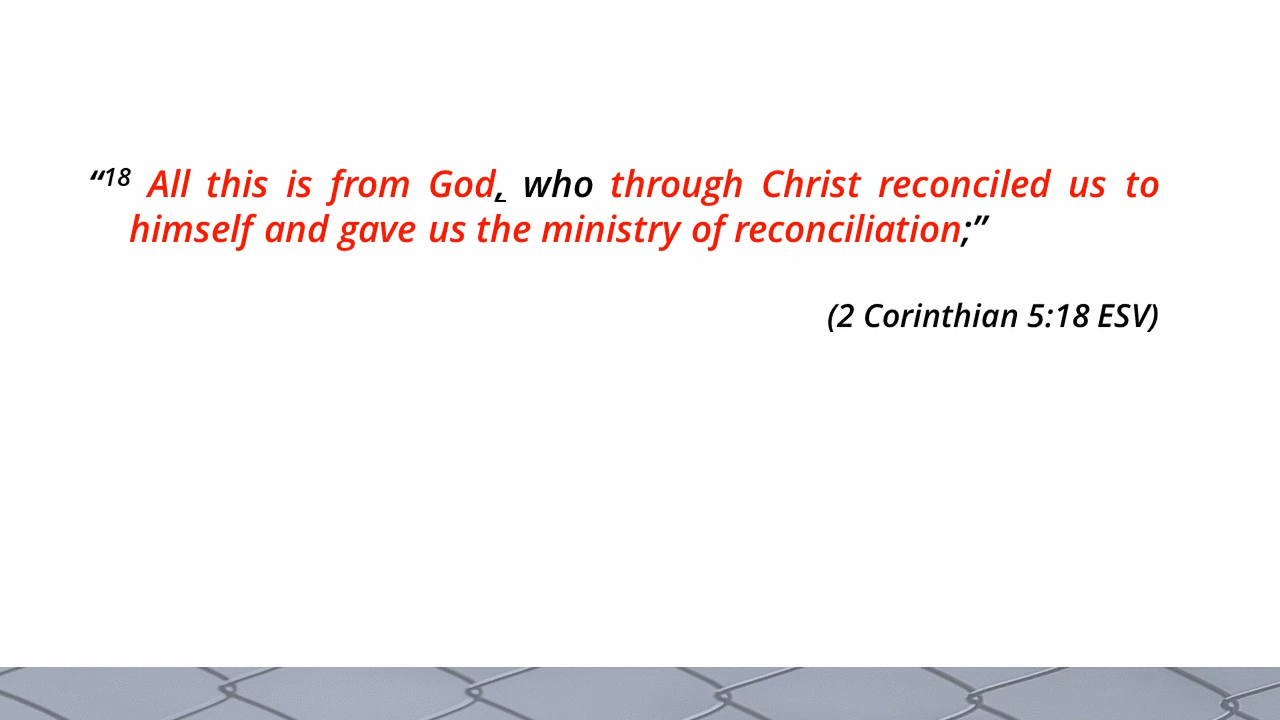 “18 All this is from God, who through Christ reconciled us to
himself and gave us the ministry of reconciliation;”
(2 Corinthian 5:18 ESV)